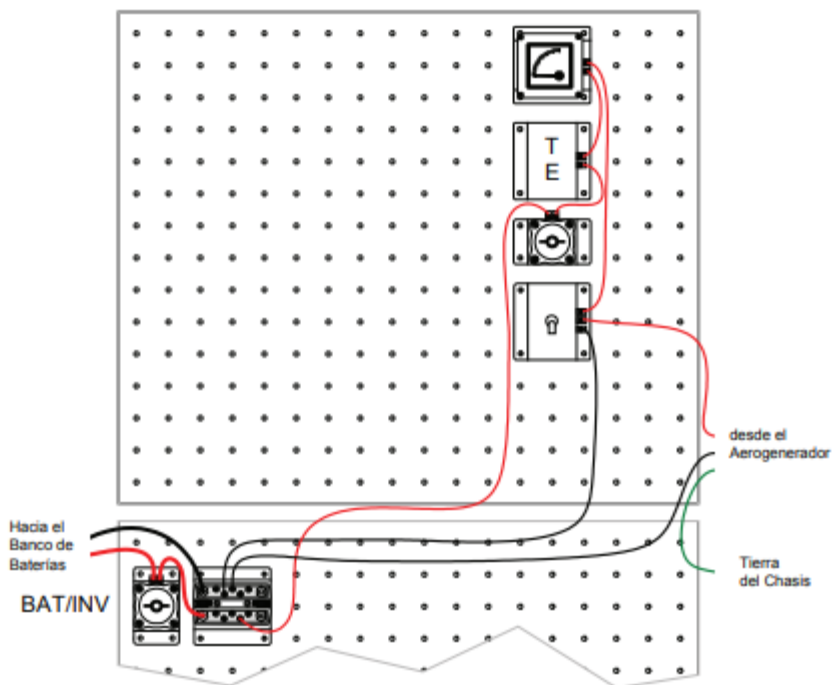 T
E
desde el
Aerogenerador
Hacia el
Banco de
Baterías
BAT/INV
Tierra
del Chasis